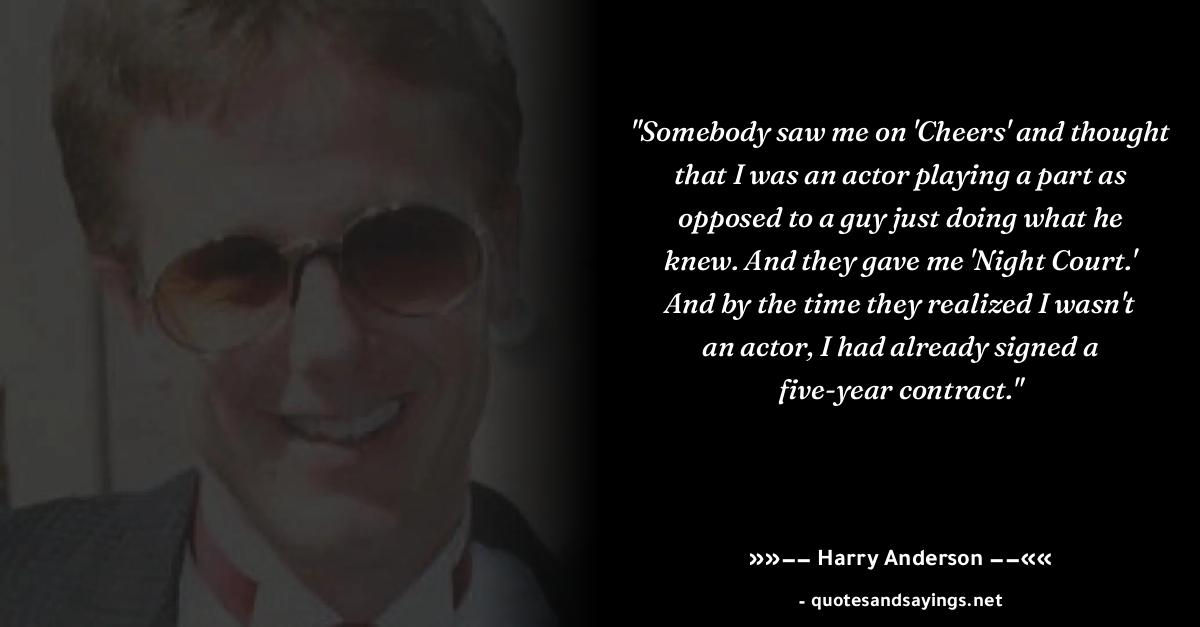 "Somebody saw me on 'Cheers' and thought
that I was an actor playing a part as
opposed to a guy just doing what he
knew. And they gave me 'Night Court.'
And by the time they realized I wasn't
an actor, I had already signed a
five-year contract."
»»−− Harry Anderson −−««
- quotesandsayings.net